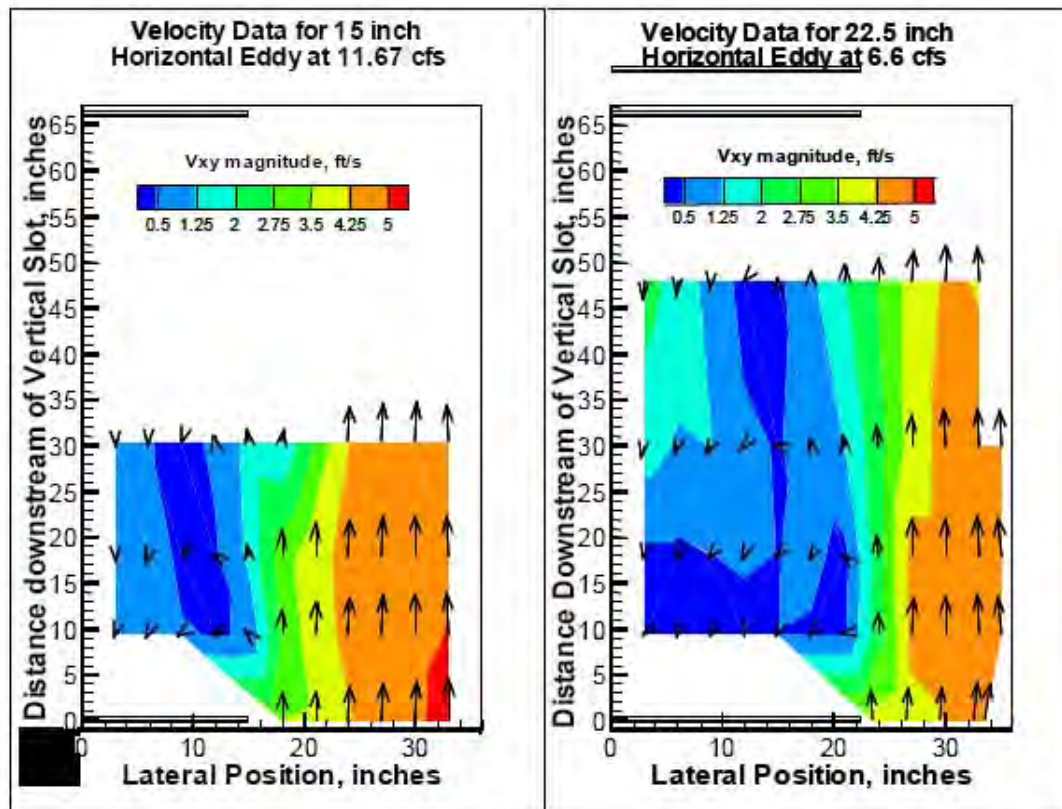 Velocity Data for 15 inch
Horizontal Eddy at 11.67 cfs
Distance downstream of Vertical Slot, inches
65
60
55
50
45
40
35
30
25
20
15
10
5
0
Vxy magnitude, ft/s
0.5 1.25 2 2.75 3.5 4.25 5
0 10 20 30
Lateral Position, inches
Velocity Data for 22.5 inch
Horizontal Eddy at 6.6 cfs
Distance Downstream of Vertical Slot, inches
65
60
55
50
45
40
35
30
25
20
15
10
5
0
Vxy magnitude, ft/s
0.5 1.25 2 2.75 3.5 4.25 5
0 10 20 30
Lateral Position, inches